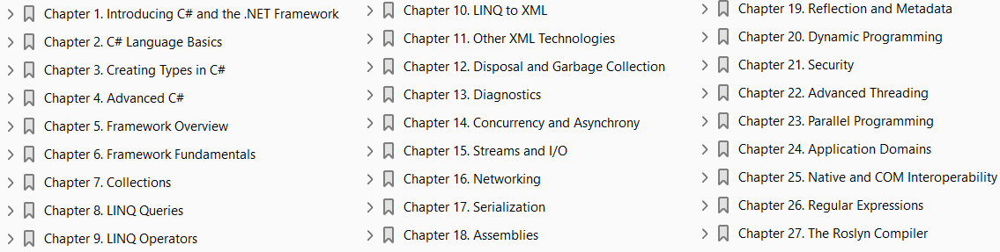 Chapter 1. Introducing C# and the .NET Framework
Chapter 2. C# Language Basics
Chapter 3. Creating Types in C#
Chapter 4. Advanced C#
Chapter 5. Framework Overview
Chapter 6. Framework Fundamentals
Chapter 7. Collections
Chapter 8. LINQ Queries
Chapter 9. LINQ Operators
Chapter 10. LINQ to XML
Chapter 11. Other XML Technologies
Chapter 12. Disposal and Garbage Collection
Chapter 13. Diagnostics
Chapter 14. Concurrency and Asynchrony
Chapter 15. Streams and I/O
Chapter 16. Networking
Chapter 17. Serialization
Chapter 18. Assemblies
Chapter 19. Reflection and Metadata
Chapter 20. Dynamic Programming
Chapter 21. Security
Chapter 22. Advanced Threading
Chapter 23. Parallel Programming
Chapter 24. Application Domains
Chapter 25. Native and COM Interoperability
Chapter 26. Regular Expressions
Chapter 27. The Roslyn Compiler